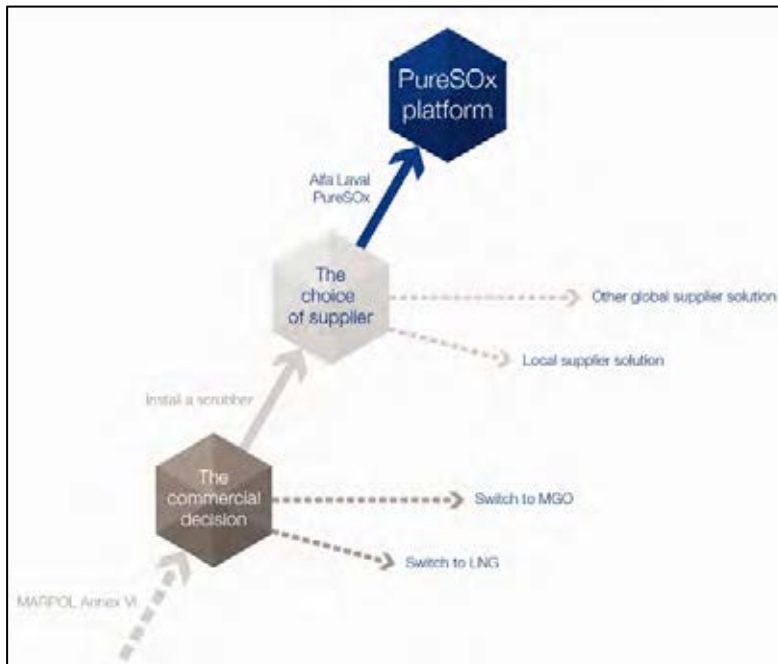 PureSOx
platform
Alfa Laval
PureSOx
The
choice
of supplier
Other global supplier solution
Local supplier solution
Install a scrubber
The
commercial
decision
Switch to MGO
Switch to LNG
MARPOL Annex VI